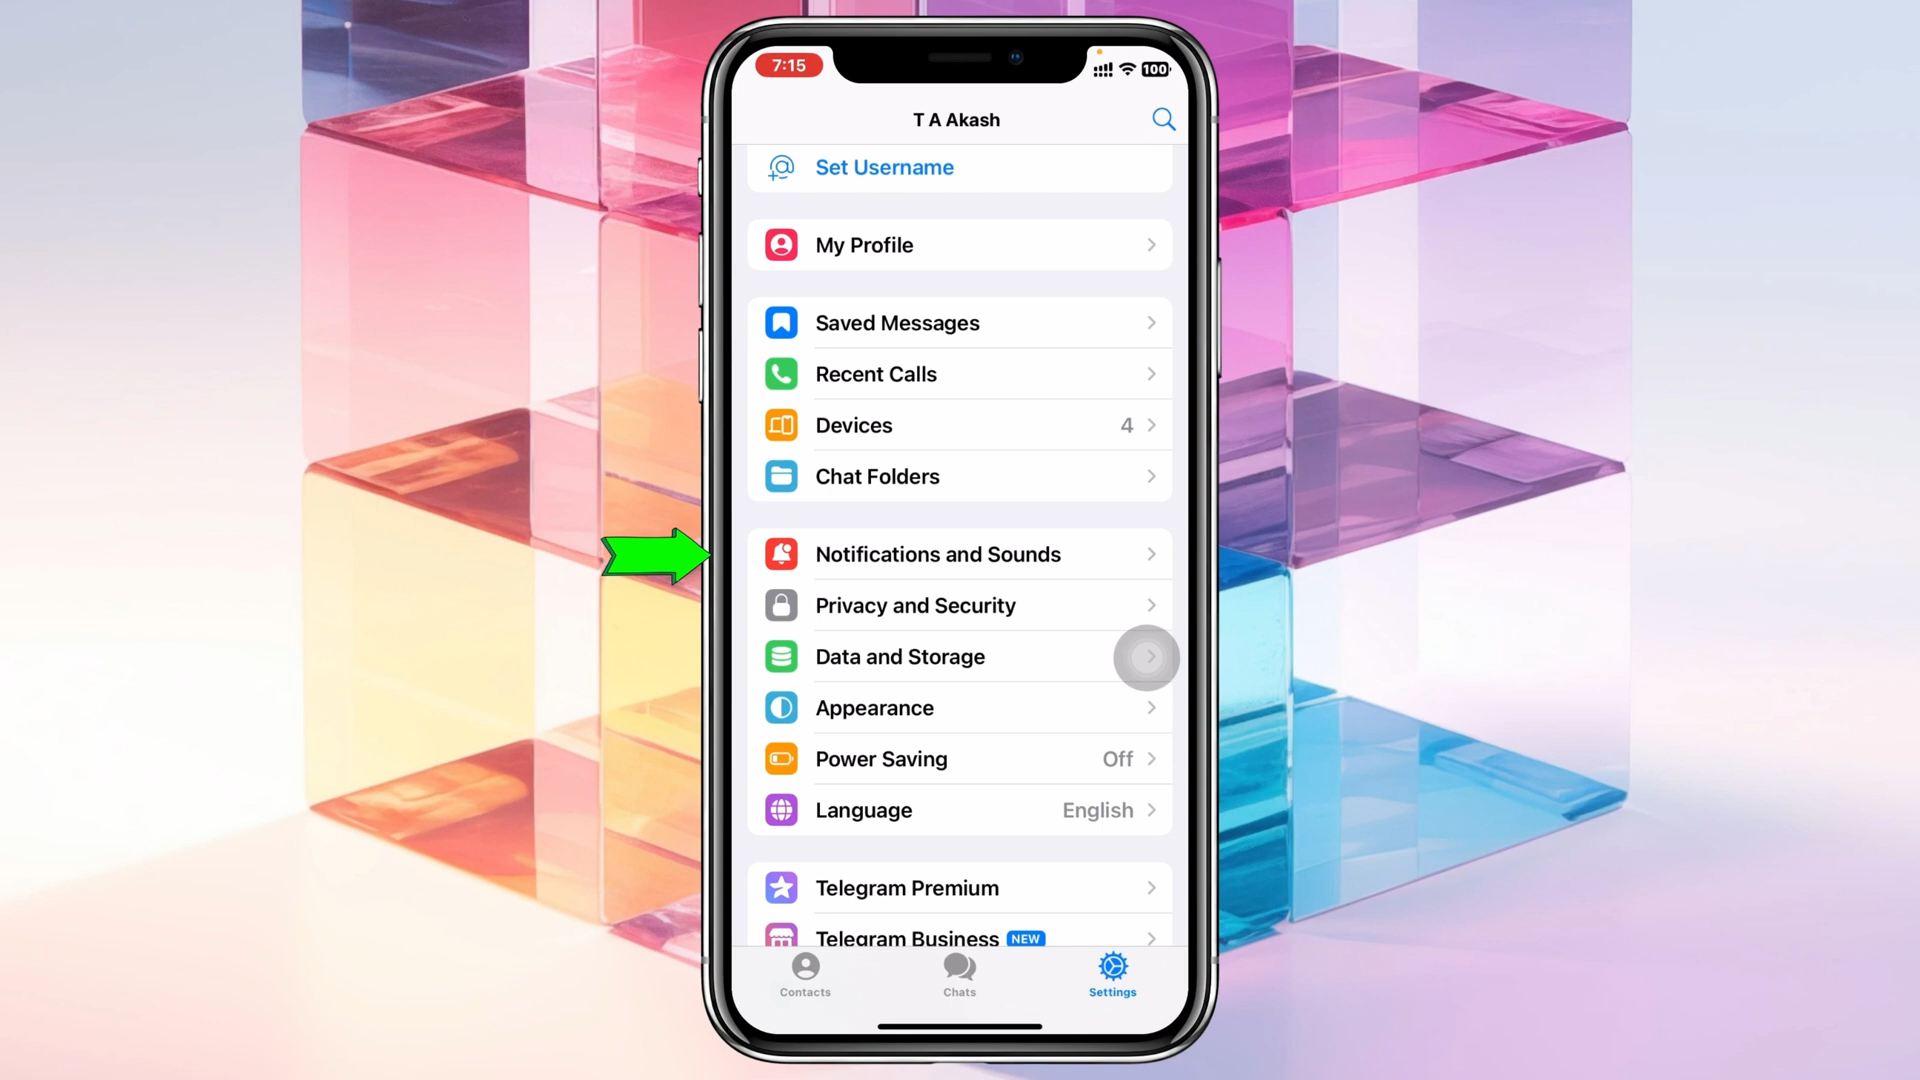 7:15
100
T A Akash
Set Username
My Profile
Saved Messages
Recent Calls
Devices 4
Chat Folders
Notifications and Sounds
Privacy and Security
Data and Storage
Appearance
Power Saving Off
Language English
Telegram Premium
Telegram Business NEW
Contacts Chats Settings